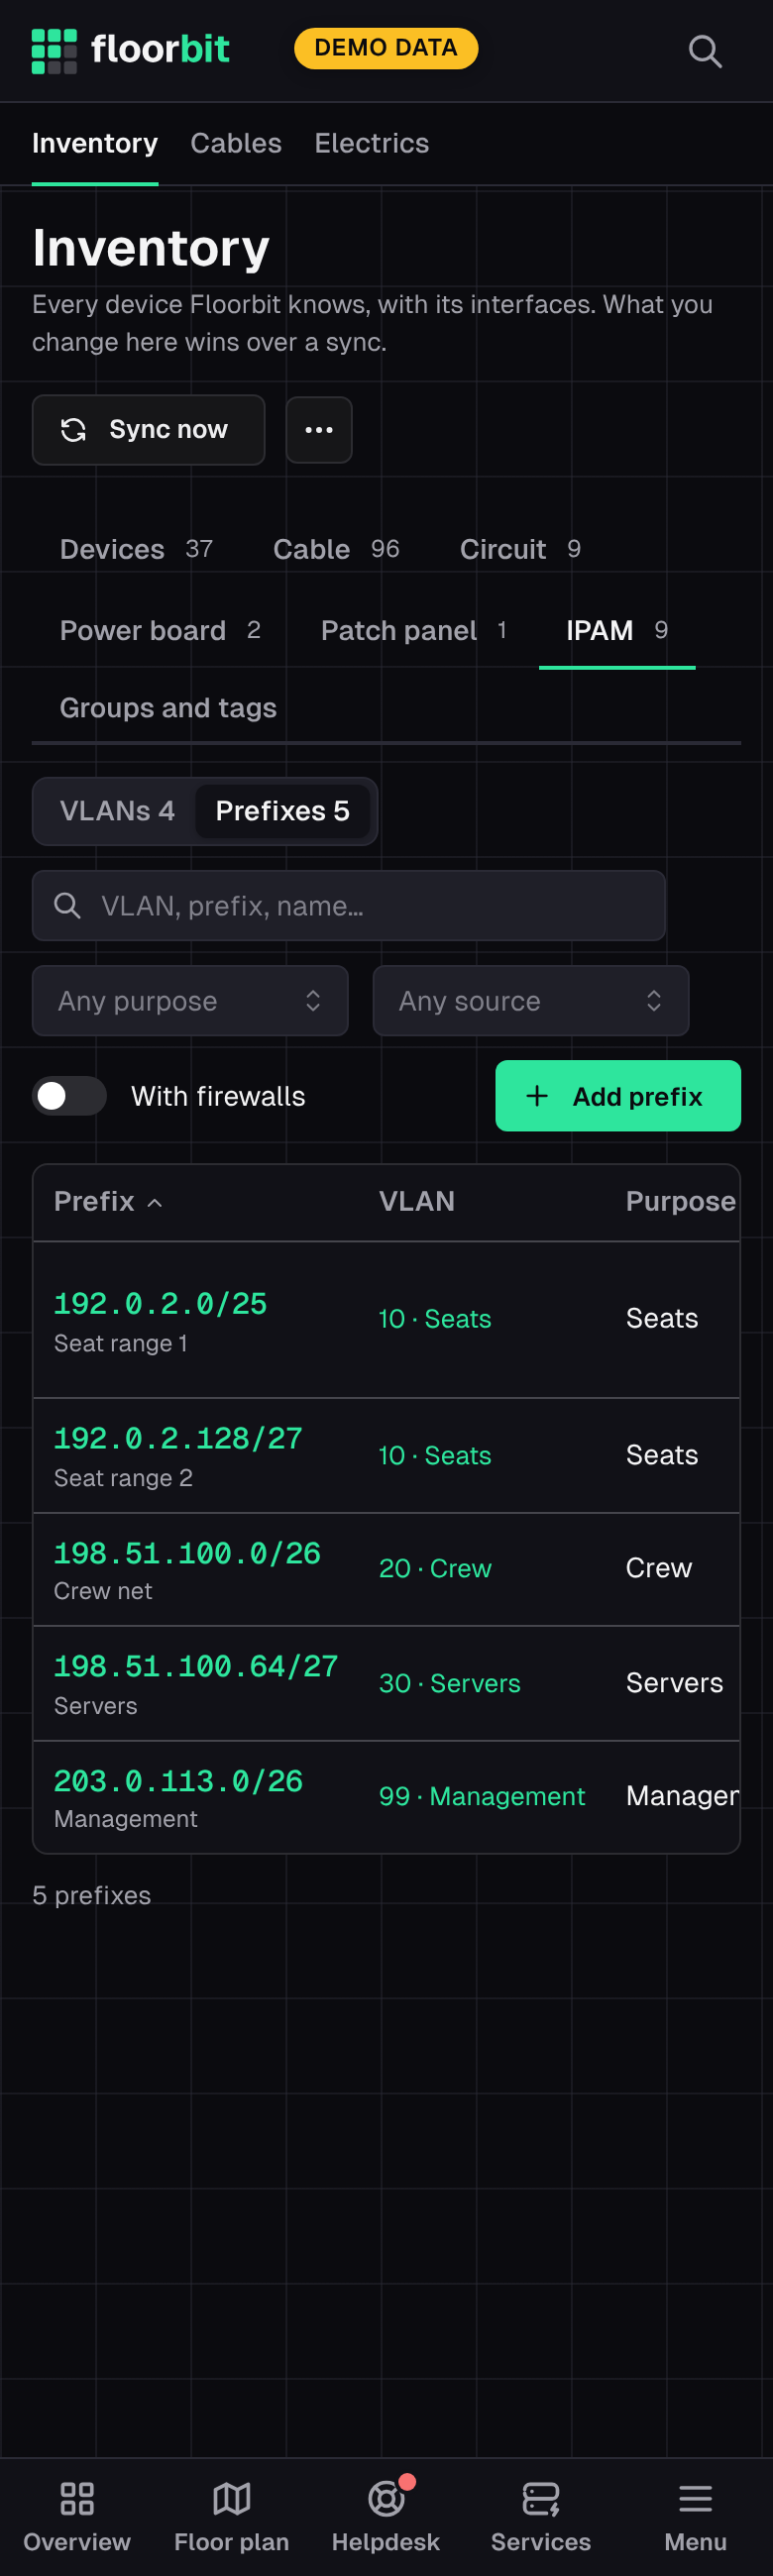 floorbit DEMO DATA
Inventory Cables Electrics
Inventory
Every device Floorbit knows, with its interfaces. What you
change here wins over a sync.
Sync now
Devices 37 Cable 96 Circuit 9
Power board 2 Patch panel 1 IPAM 9
Groups and tags
VLANs 4 Prefixes 5
VLAN, prefix, name...
Any purpose Any source
With firewalls + Add prefix
Prefix VLAN Purpose
192.0.2.0/25
10 · Seats Seats
Seat range 1
192.0.2.128/27
10 · Seats Seats
Seat range 2
198.51.100.0/26
20 · Crew Crew
Crew net
198.51.100.64/27
30 · Servers Servers
Servers
203.0.113.0/26
99 · Management Manager
Management
5 prefixes
Overview Floor plan Helpdesk Services Menu